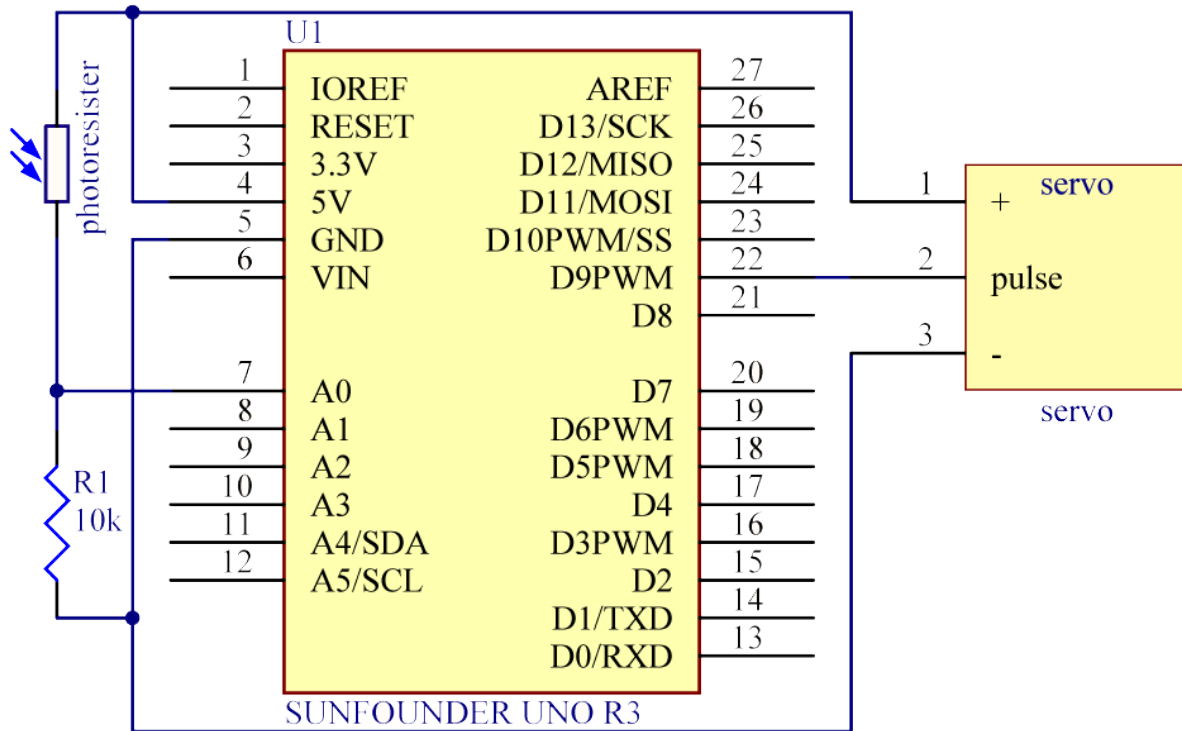 U1
photoresister
1 IOREF
2 RESET
3 3.3V
4 5V
5 GND
6 VIN
7 A0
8 A1
9 A2
10 A3
11 A4/SDA
12 A5/SCL
AREF 27
D13/SCK 26
D12/MISO 25
D11/MOSI 24
D10PWM/SS 23
D9PWM 22
D8 21
D7 20
D6PWM 19
D5PWM 18
D4 17
D3PWM 16
D2 15
D1/TXD 14
D0/RXD 13
R1
10k
SUNFOUNDER UNO R3
servo
1 +
2 pulse
3 -
servo